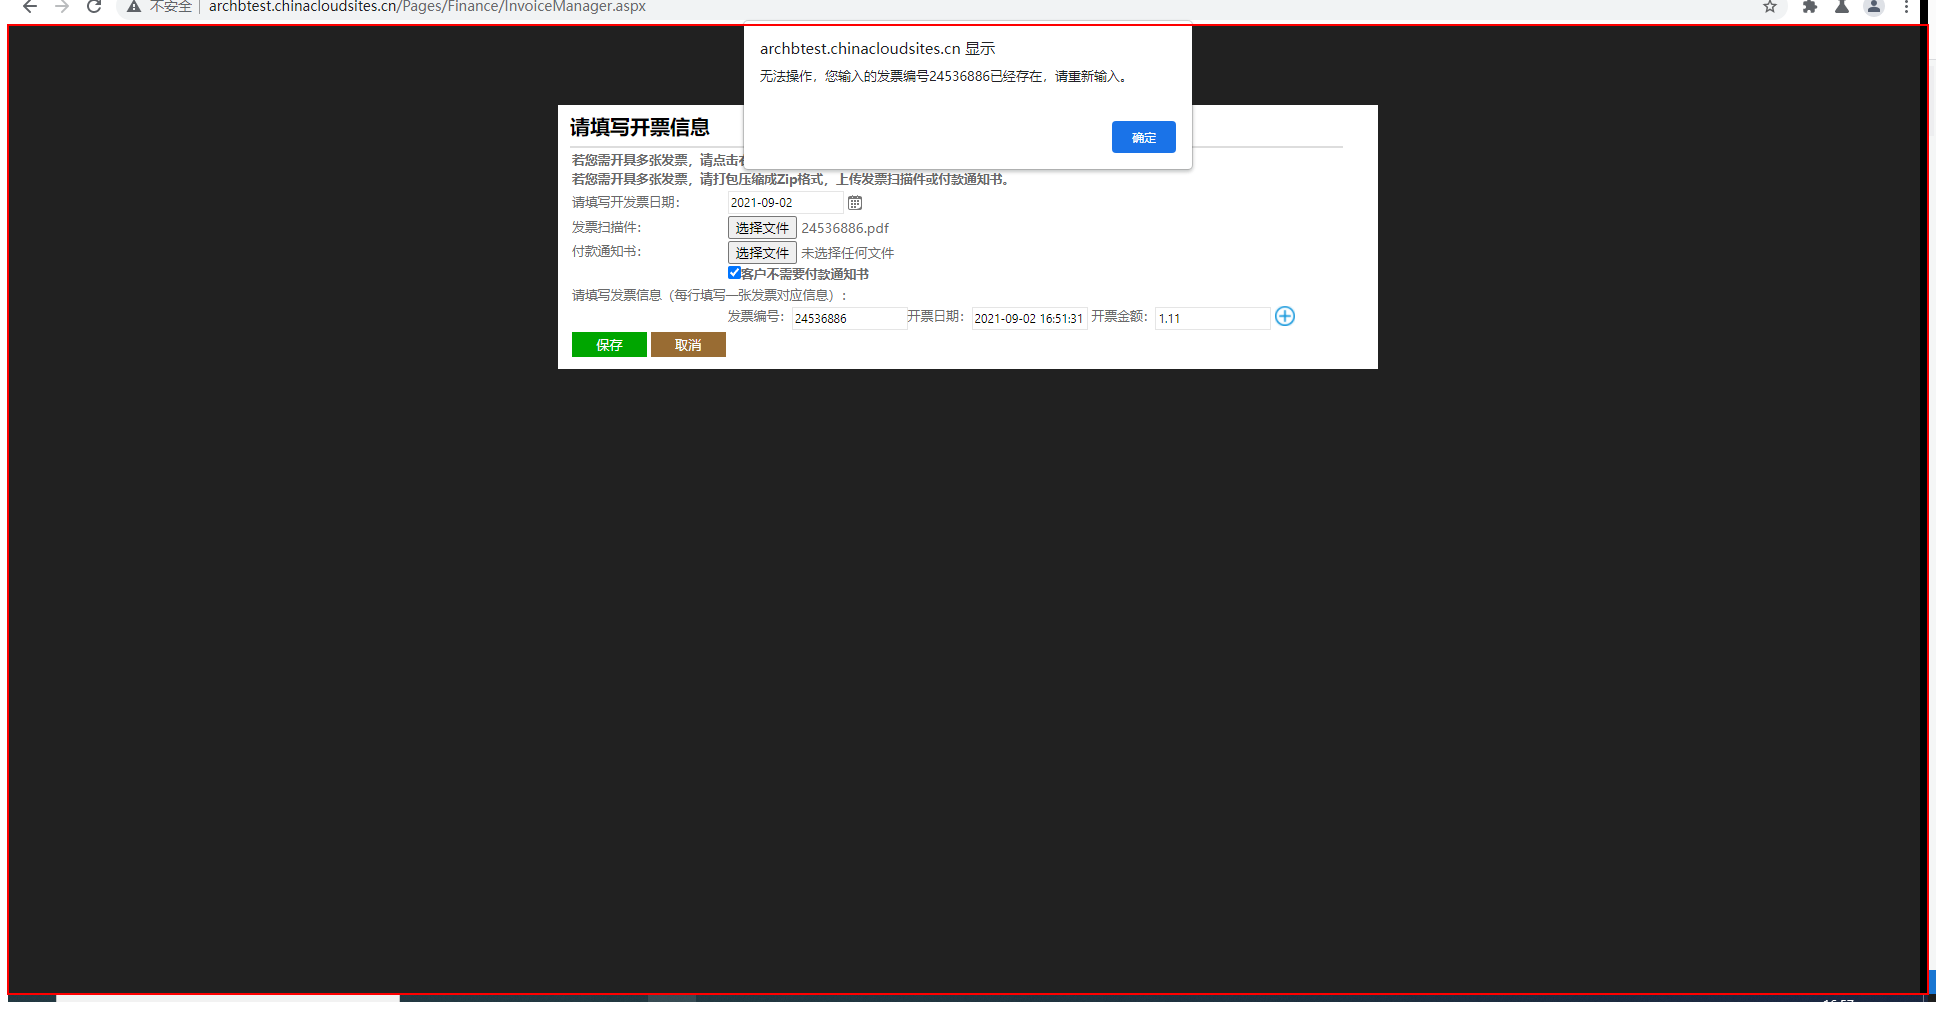 不安全 | archbtest.chinacloudsites.cn/Pages/Finance/InvoiceManager.aspx
archbtest.chinacloudsites.cn 显示
无法操作，您输入的发票编号24536886已经存在，请重新输入。
确定
请填写开票信息
若您需开具多张发票，请点击
若您需开具多张发票，请打包压缩成Zip格式，上传发票扫描件或付款通知书。
请填写开发票日期： 2021-09-02
发票扫描件： 选择文件 24536886.pdf
付款通知书： 选择文件 未选择任何文件
客户不需要付款通知书
请填写发票信息（每行填写一张发票对应信息）：
发票编号： 24536886 开票日期： 2021-09-02 16:51:31 开票金额： 1.11
保存 取消